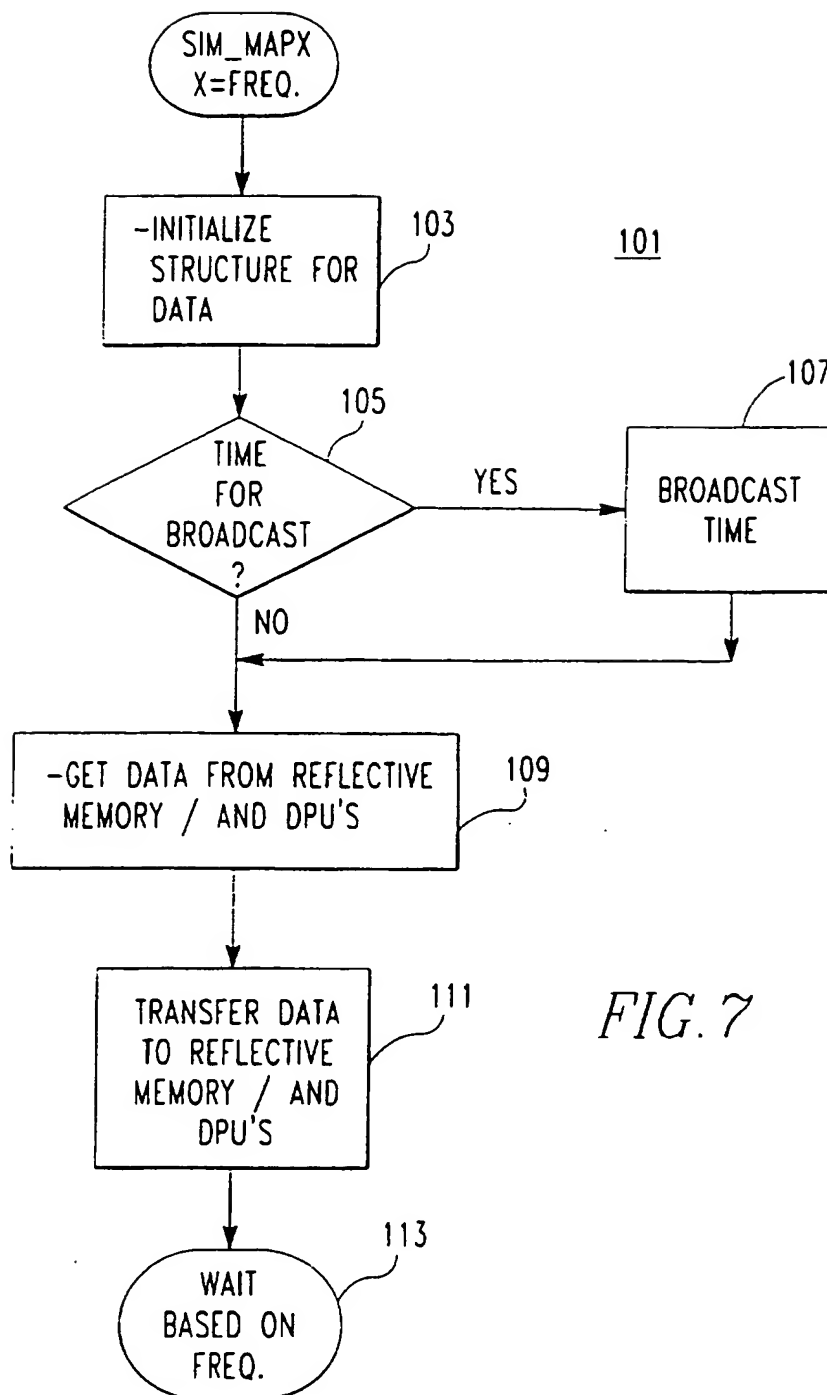 SIM_MAPX
X=FREQ.
-INITIALIZE
STRUCTURE FOR
DATA
103
101
TIME
FOR
BROADCAST
?
105
YES
NO
107
BROADCAST
TIME
-GET DATA FROM REFLECTIVE
MEMORY / AND DPU'S
109
TRANSFER DATA
TO REFLECTIVE
MEMORY / AND
DPU'S
111
FIG. 7
WAIT
BASED ON
FREQ.
113